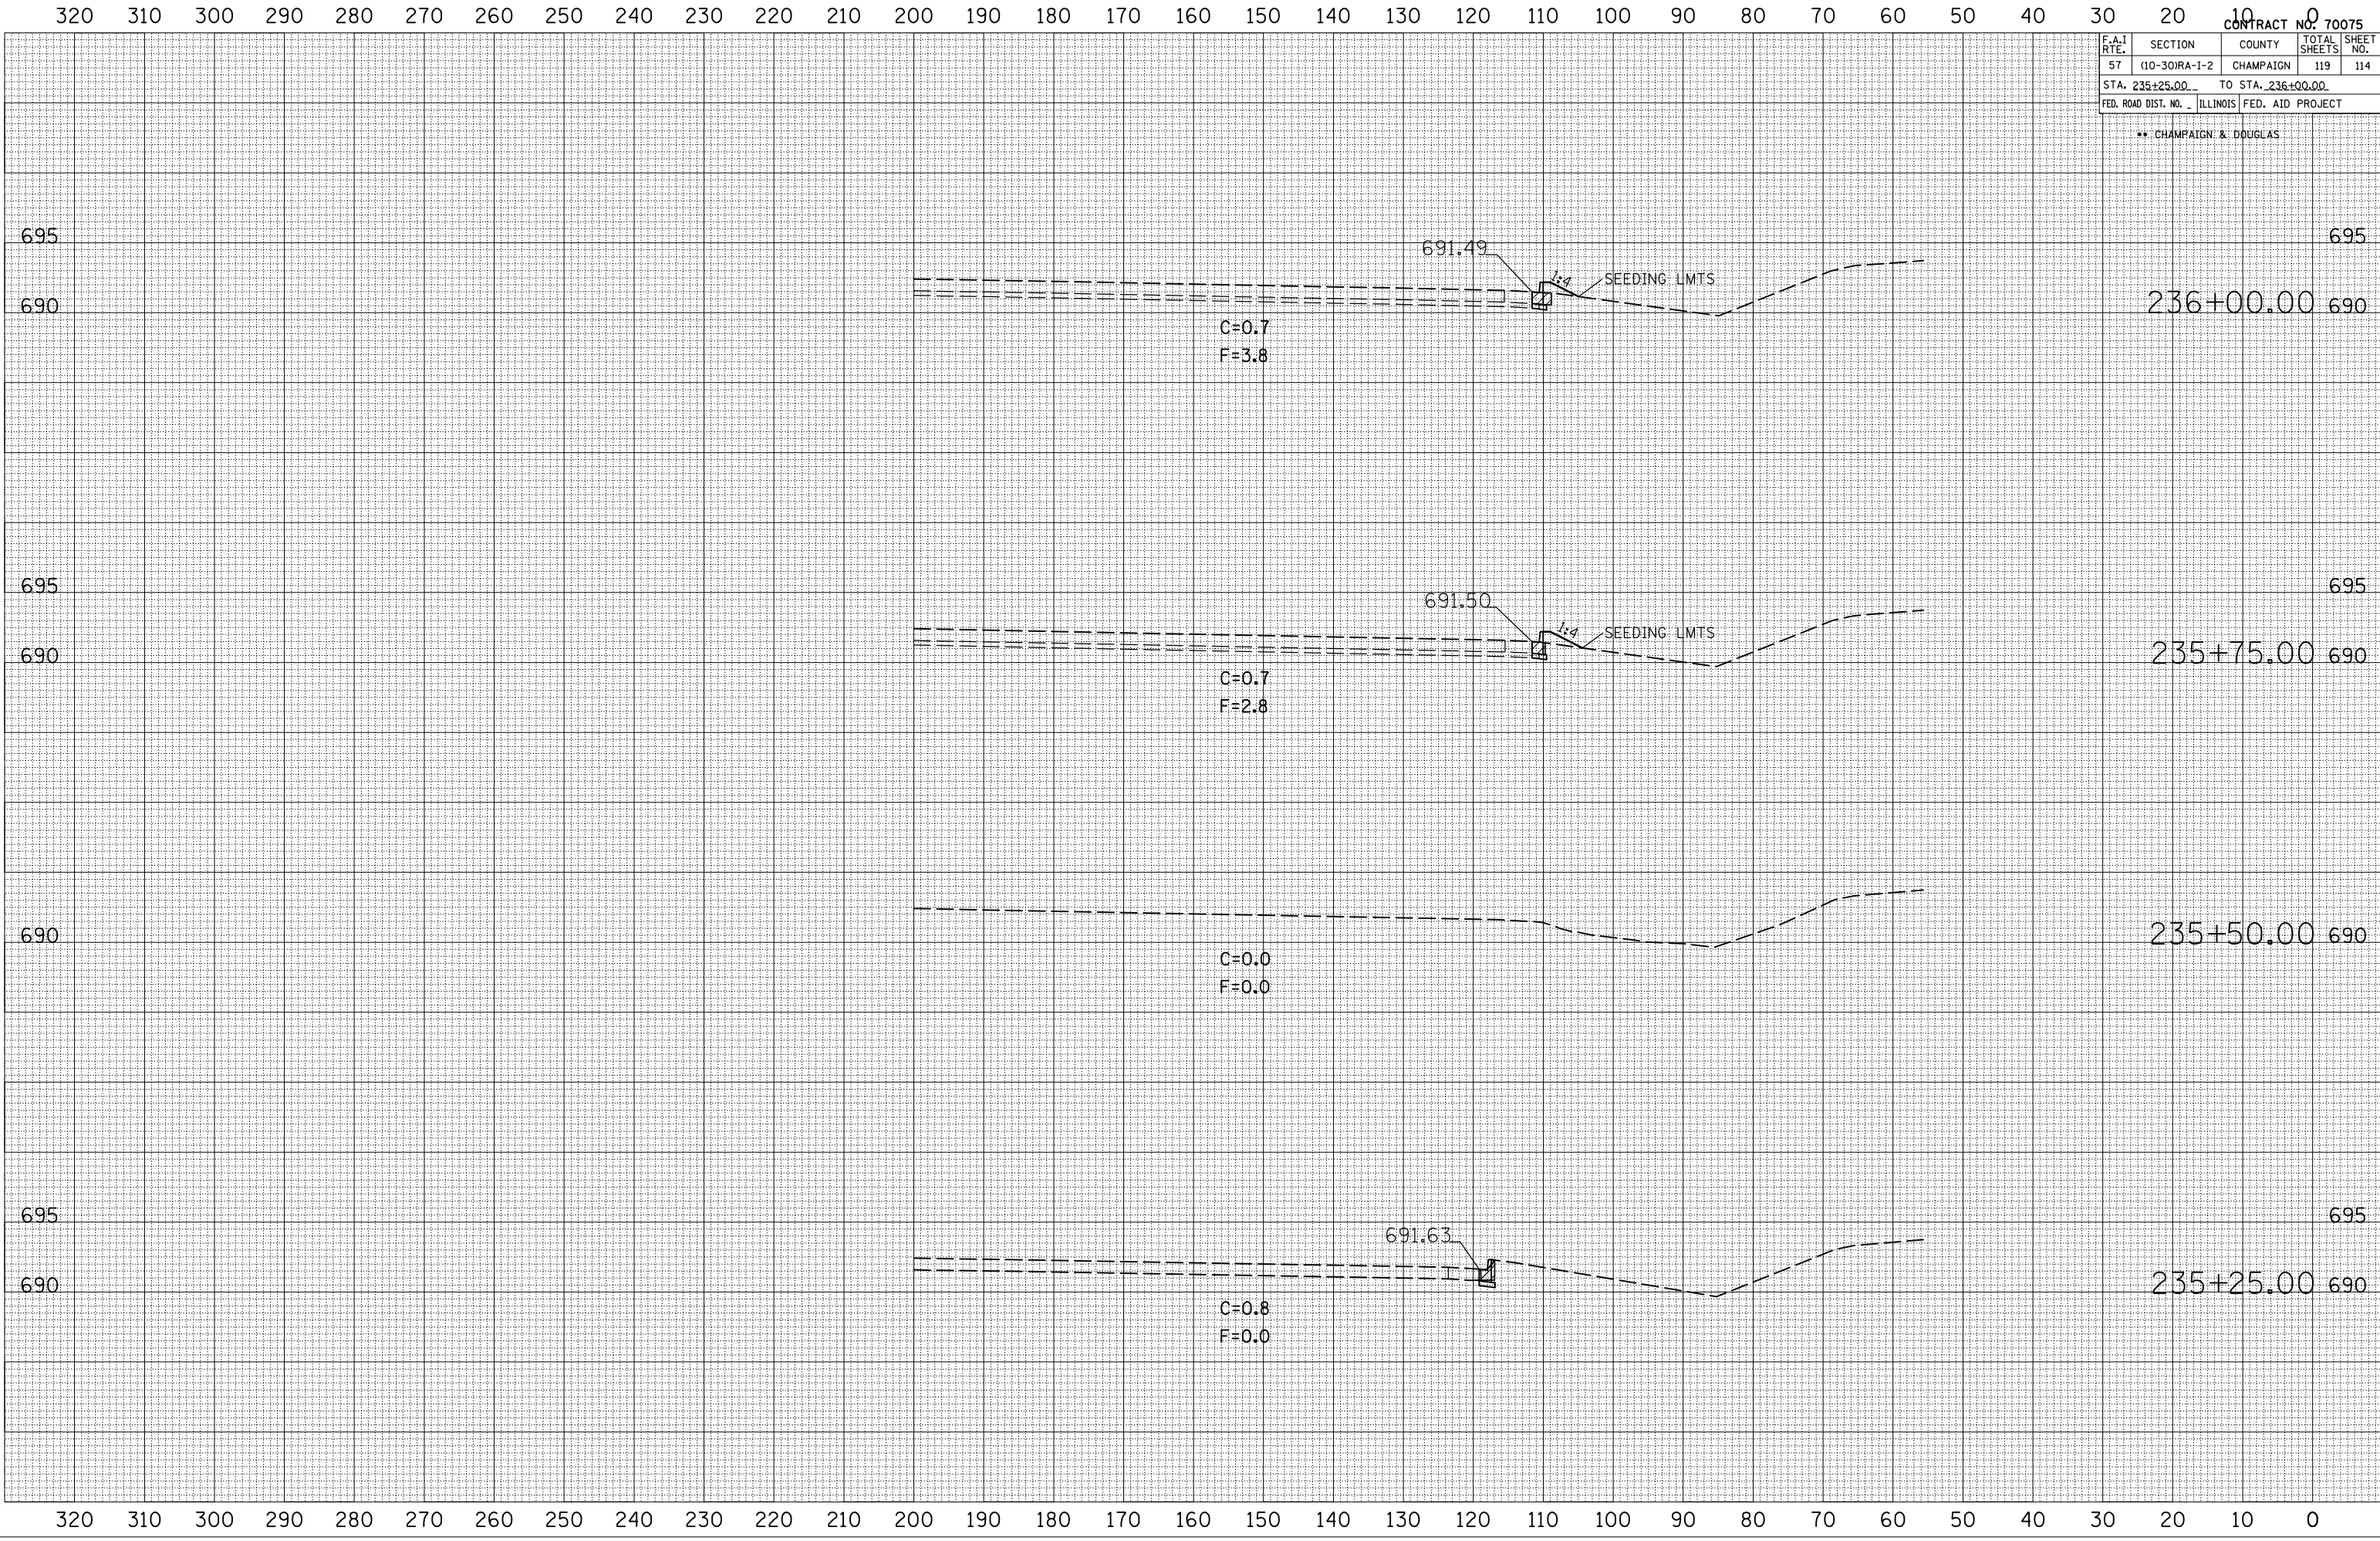 320 310 300 290 280 270 260 250 240 230 220 210 200 190 180 170 160 150 140 130 120 110 100 90 80 70 60 50 40 30 20 10 0
CONTRACT NO. 70075
F.A.I RTE. SECTION COUNTY TOTAL SHEETS SHEET NO.
57 (10-30)RA-I-2 CHAMPAIGN 119 114
STA. 235+25.00 TO STA. 236+00.00
FED. ROAD DIST. NO. _ ILLINOIS FED. AID PROJECT
** CHAMPAIGN & DOUGLAS
695 695
691.49
1:4 SEEDING LMTS
690 236+00.00 690
C=0.7
F=3.8
695 695
691.50
1:4 SEEDING LMTS
690 235+75.00 690
C=0.7
F=2.8
690 235+50.00 690
C=0.0
F=0.0
695 695
691.63
690 235+25.00 690
C=0.8
F=0.0
320 310 300 290 280 270 260 250 240 230 220 210 200 190 180 170 160 150 140 130 120 110 100 90 80 70 60 50 40 30 20 10 0